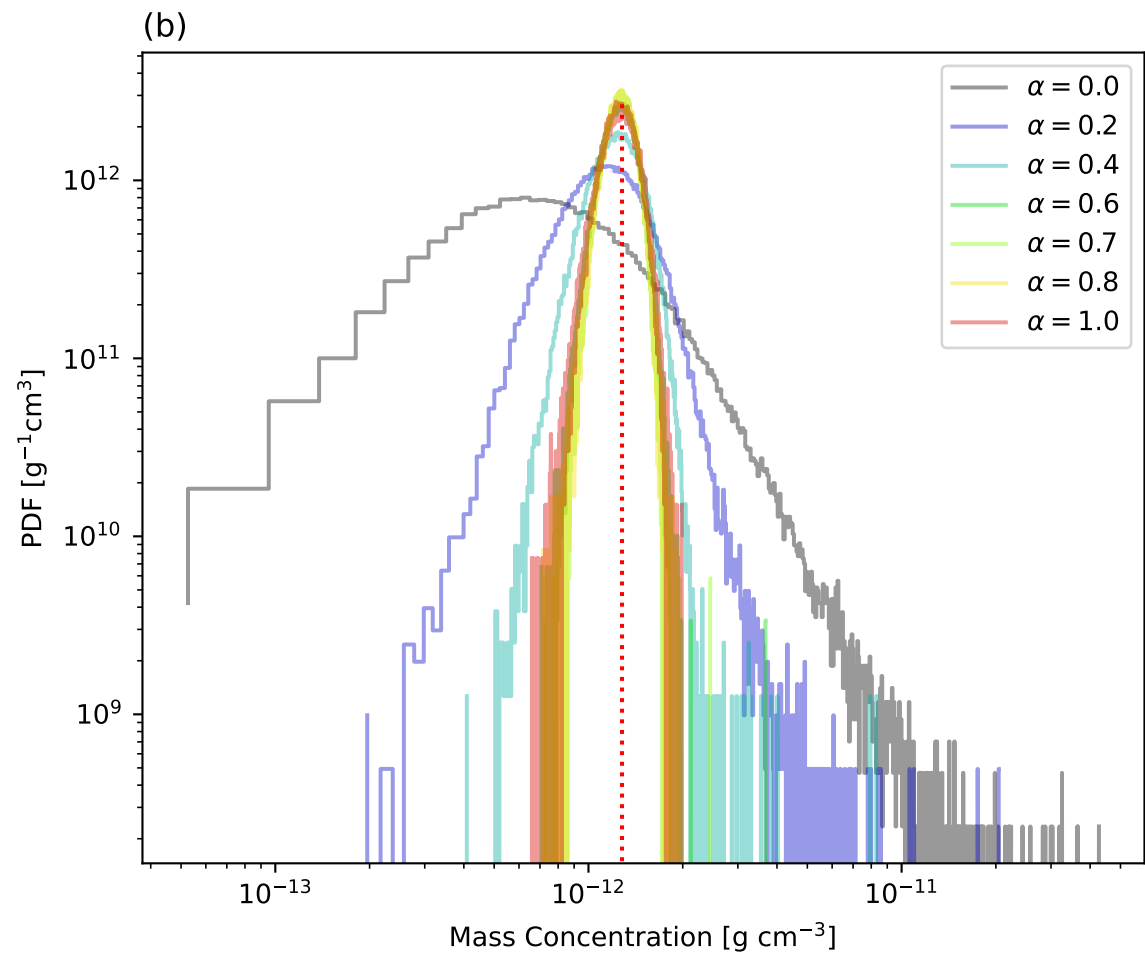 (b)
PDF [g⁻¹cm³]
10¹²
10¹¹
10¹⁰
10⁹
10⁻¹³
10⁻¹²
10⁻¹¹
Mass Concentration [g cm⁻³]
α = 0.0
α = 0.2
α = 0.4
α = 0.6
α = 0.7
α = 0.8
α = 1.0